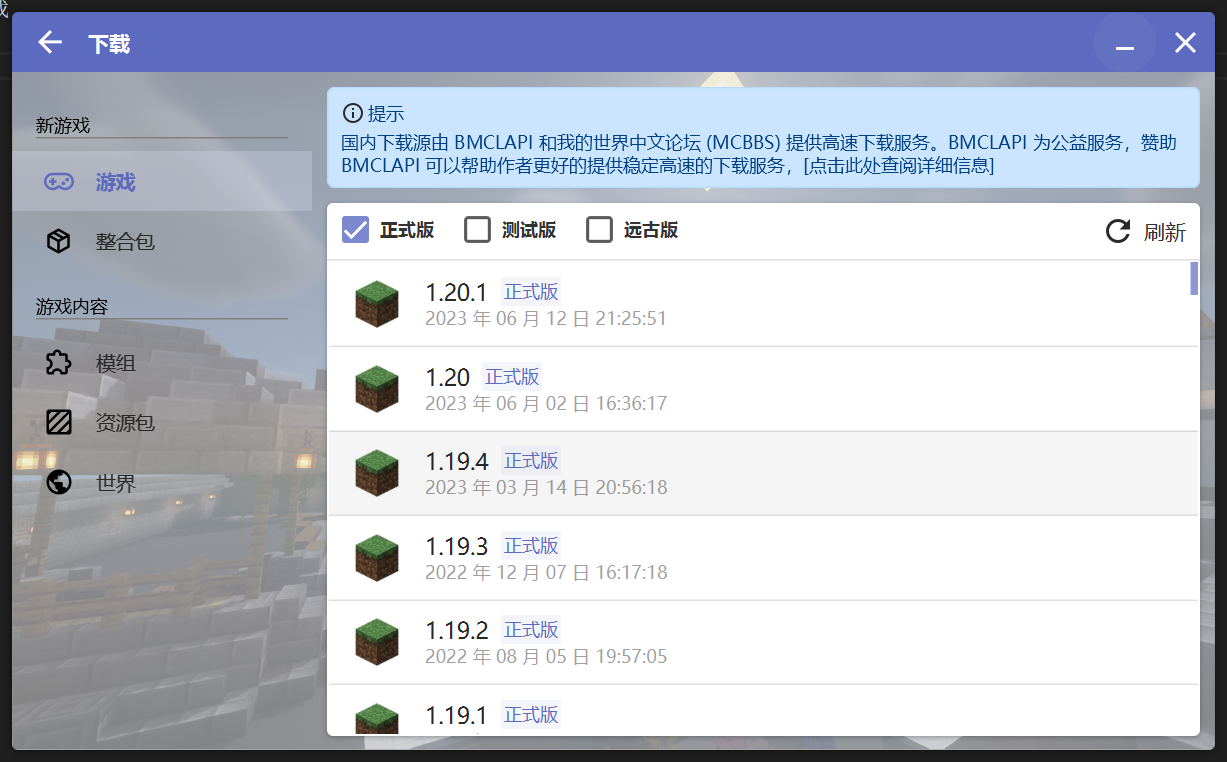 下载
新游戏
游戏
整合包
游戏内容
模组
资源包
世界
提示
国内下载源由 BMCLAPI 和我的世界中文论坛 (MCBBS) 提供高速下载服务。BMCLAPI 为公益服务，赞助
BMCLAPI 可以帮助作者更好的提供稳定高速的下载服务，[点击此处查阅详细信息]
正式版 测试版 远古版 刷新
1.20.1 正式版
2023 年 06 月 12 日 21:25:51
1.20 正式版
2023 年 06 月 02 日 16:36:17
1.19.4 正式版
2023 年 03 月 14 日 20:56:18
1.19.3 正式版
2022 年 12 月 07 日 16:17:18
1.19.2 正式版
2022 年 08 月 05 日 19:57:05
1.19.1 正式版